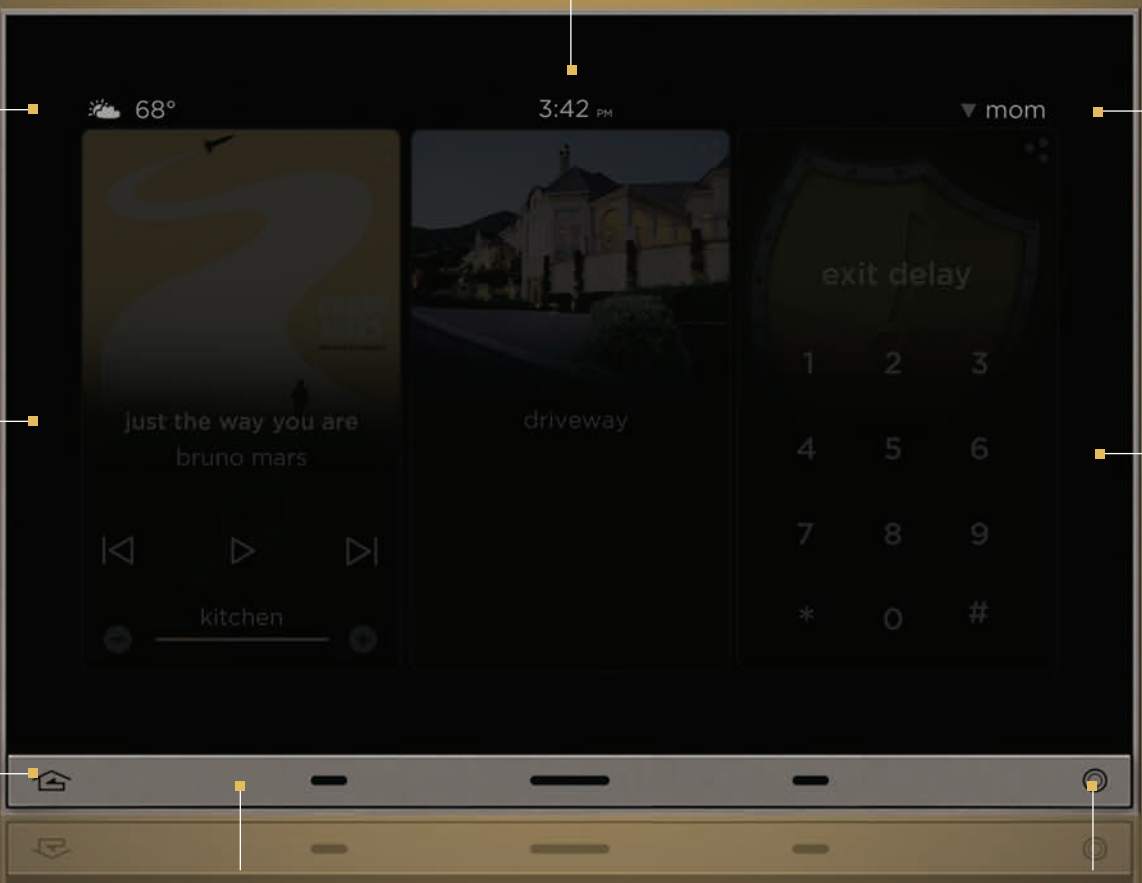 68°
3:42 PM
mom
just the way you are
bruno mars
kitchen
driveway
exit delay
1 2 3
4 5 6
7 8 9
* 0 #